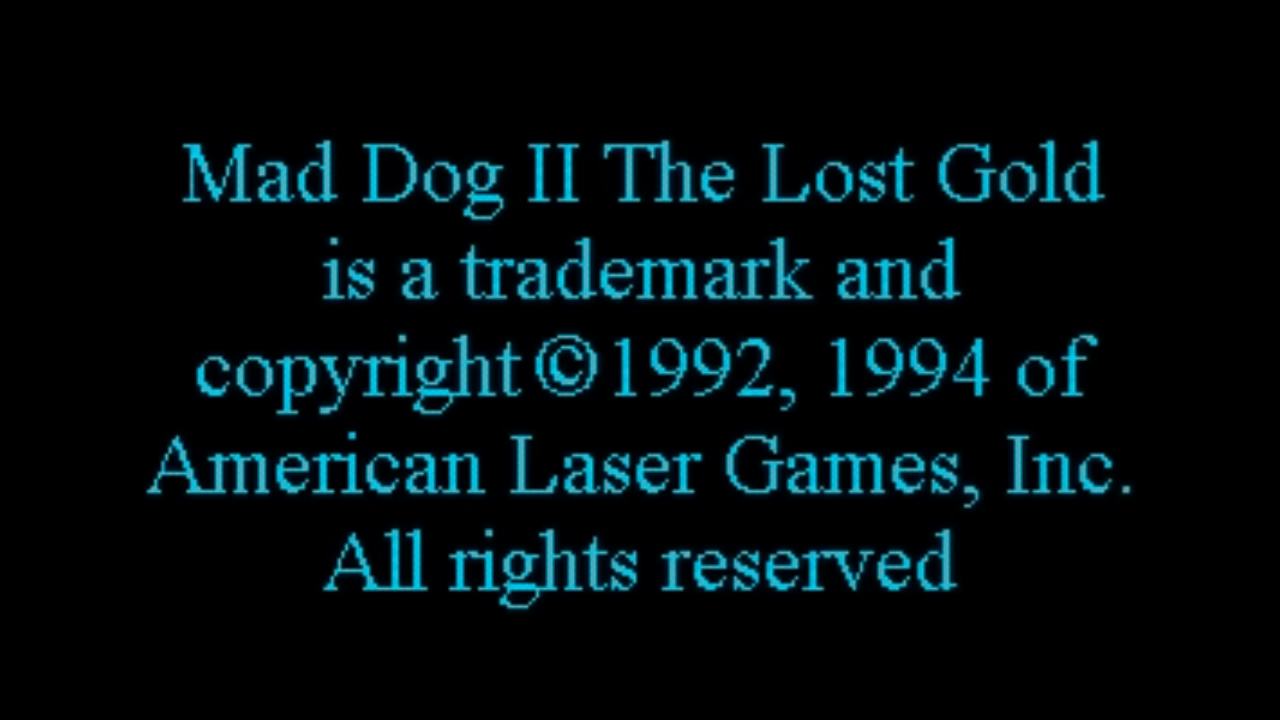 Mad Dog II The Lost Gold
is a trademark and
copyright ©1992, 1994 of
American Laser Games, Inc.
All rights reserved